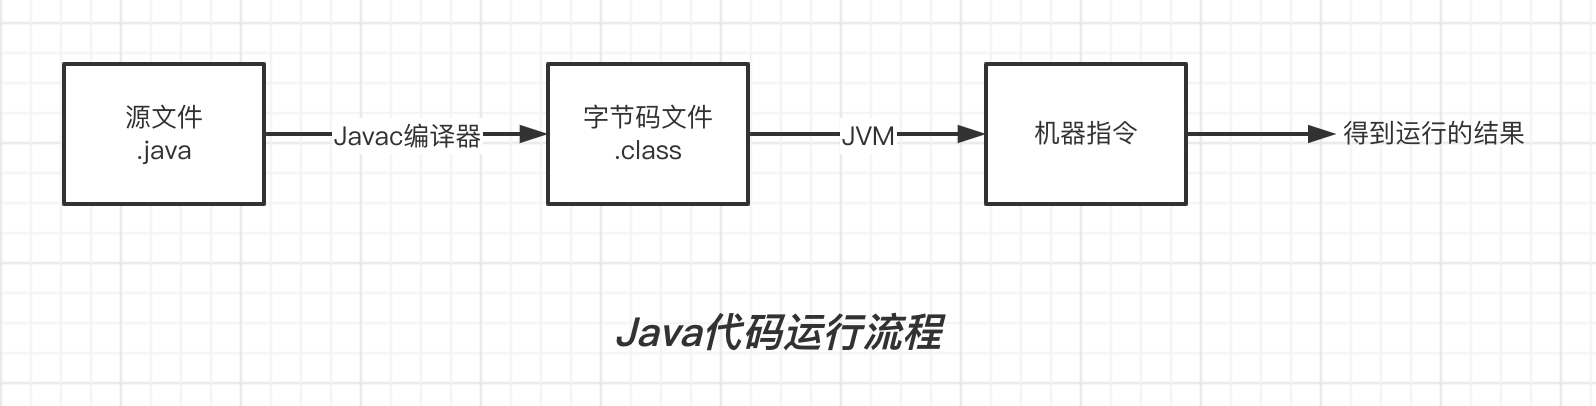 源文件
.java
Javac编译器
字节码文件
.class
JVM
机器指令
得到运行的结果
Java代码运行流程